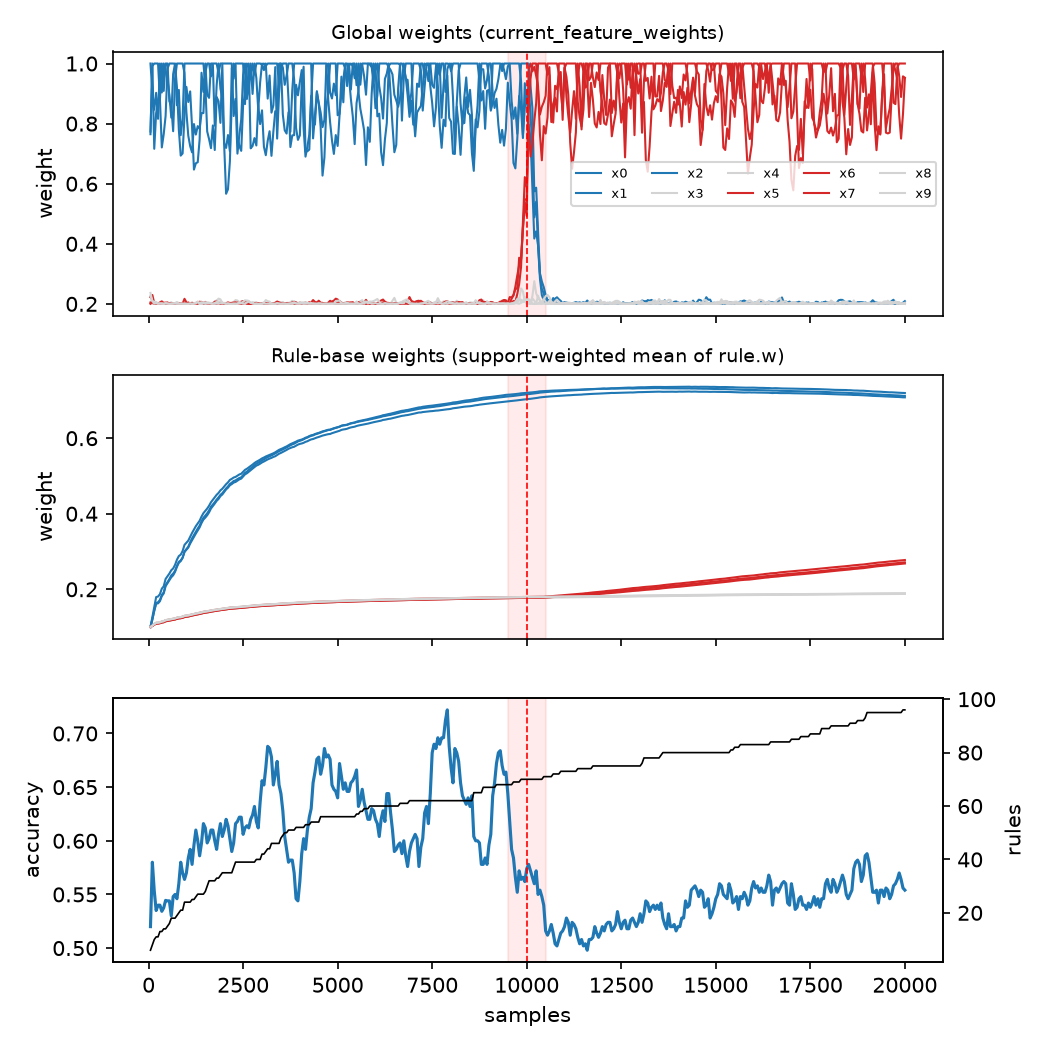 Global weights (current_feature_weights)
weight
1.0
0.8
0.6
0.4
0.2
x0 x2 x4 x6 x8
x1 x3 x5 x7 x9
Rule-base weights (support-weighted mean of rule.w)
weight
0.6
0.4
0.2
accuracy
0.70
0.65
0.60
0.55
0.50
100
80
60
40
20
rules
0 2500 5000 7500 10000 12500 15000 17500 20000
samples